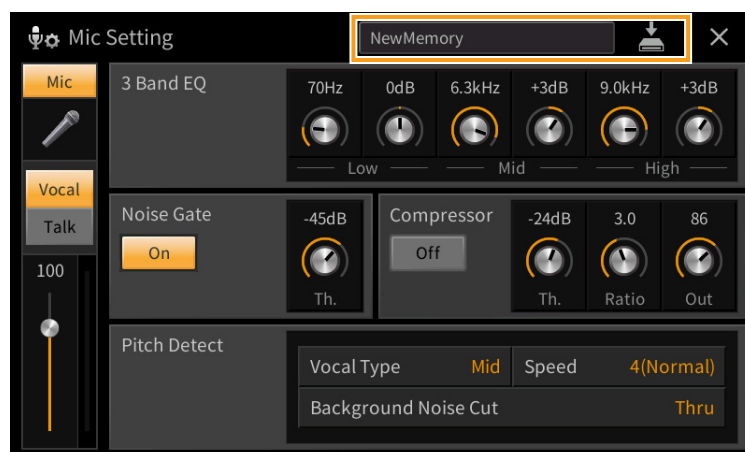 Mic Setting
NewMemory
Mic
Vocal
Talk
100
3 Band EQ
70Hz 0dB 6.3kHz +3dB 9.0kHz +3dB
Low Mid High
Noise Gate
On
-45dB
Th.
Compressor
Off
-24dB 3.0 86
Th. Ratio Out
Pitch Detect
Vocal Type Mid Speed 4(Normal)
Background Noise Cut Thru